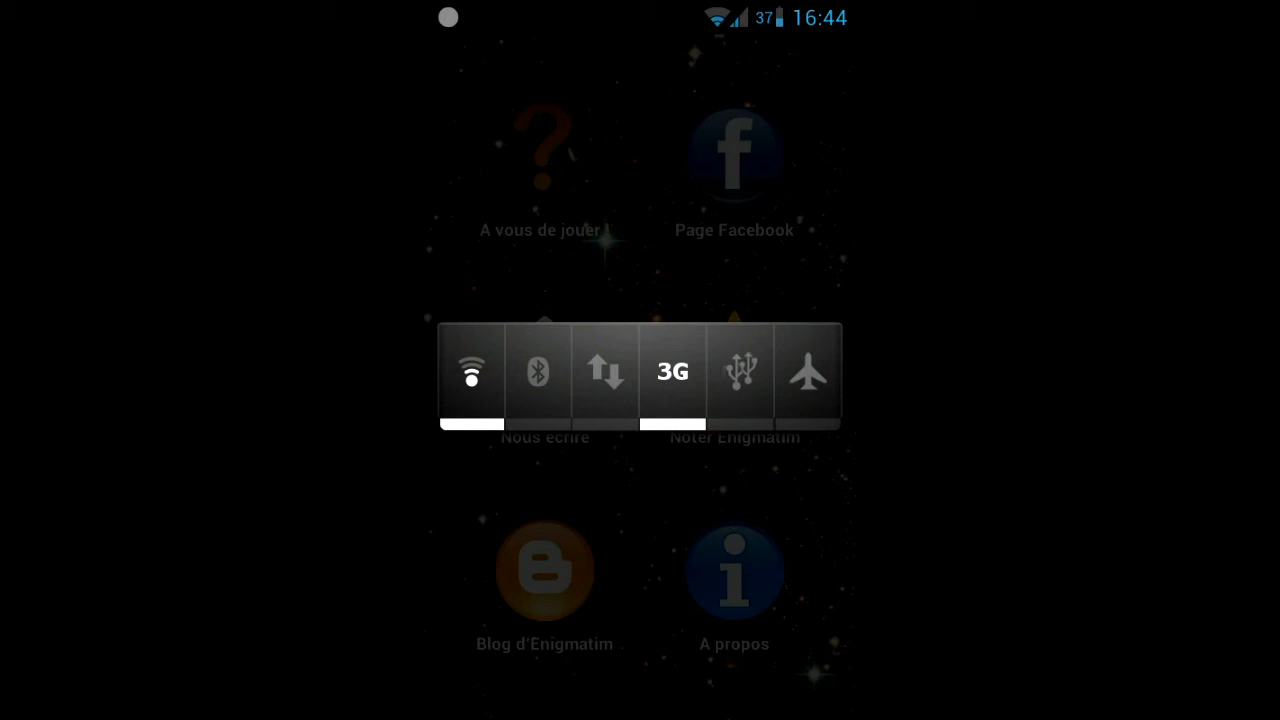 37 16:44
A vous de jouer !
Page Facebook
3G
Nous écrire
Noter Enigmatim
Blog d'Enigmatim
A propos